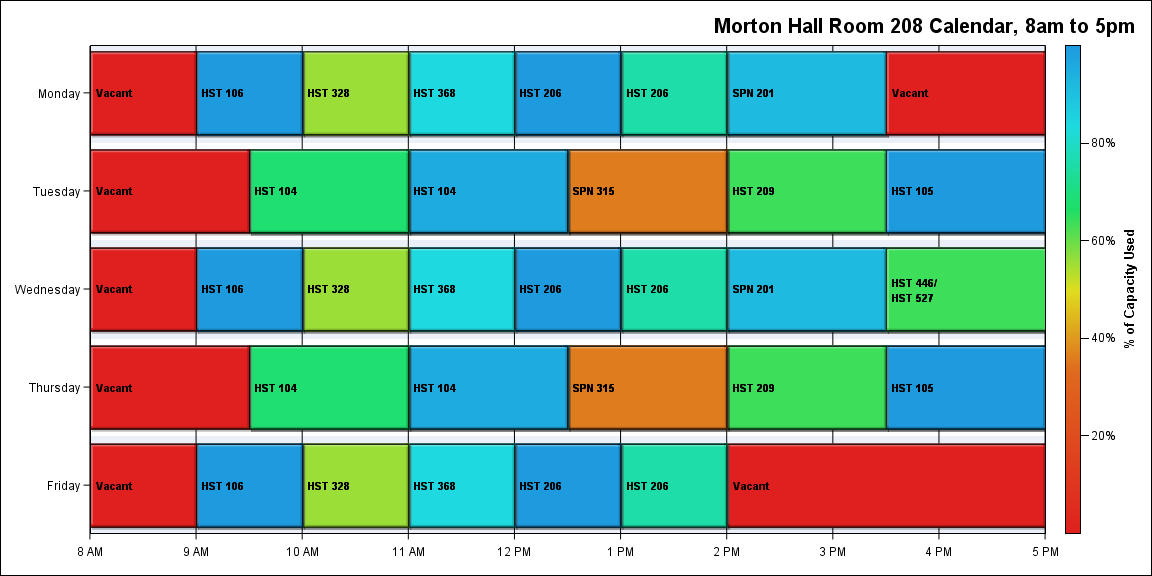 Morton Hall Room 208 Calendar, 8am to 5pm
Monday
Vacant
HST 106
HST 328
HST 368
HST 206
HST 206
SPN 201
Vacant
Tuesday
Vacant
HST 104
HST 104
SPN 315
HST 209
HST 105
Wednesday
Vacant
HST 106
HST 328
HST 368
HST 206
HST 206
SPN 201
HST 446/
HST 527
Thursday
Vacant
HST 104
HST 104
SPN 315
HST 209
HST 105
Friday
Vacant
HST 106
HST 328
HST 368
HST 206
HST 206
Vacant
8 AM
9 AM
10 AM
11 AM
12 PM
1 PM
2 PM
3 PM
4 PM
5 PM
80%
60%
40%
20%
% of Capacity Used